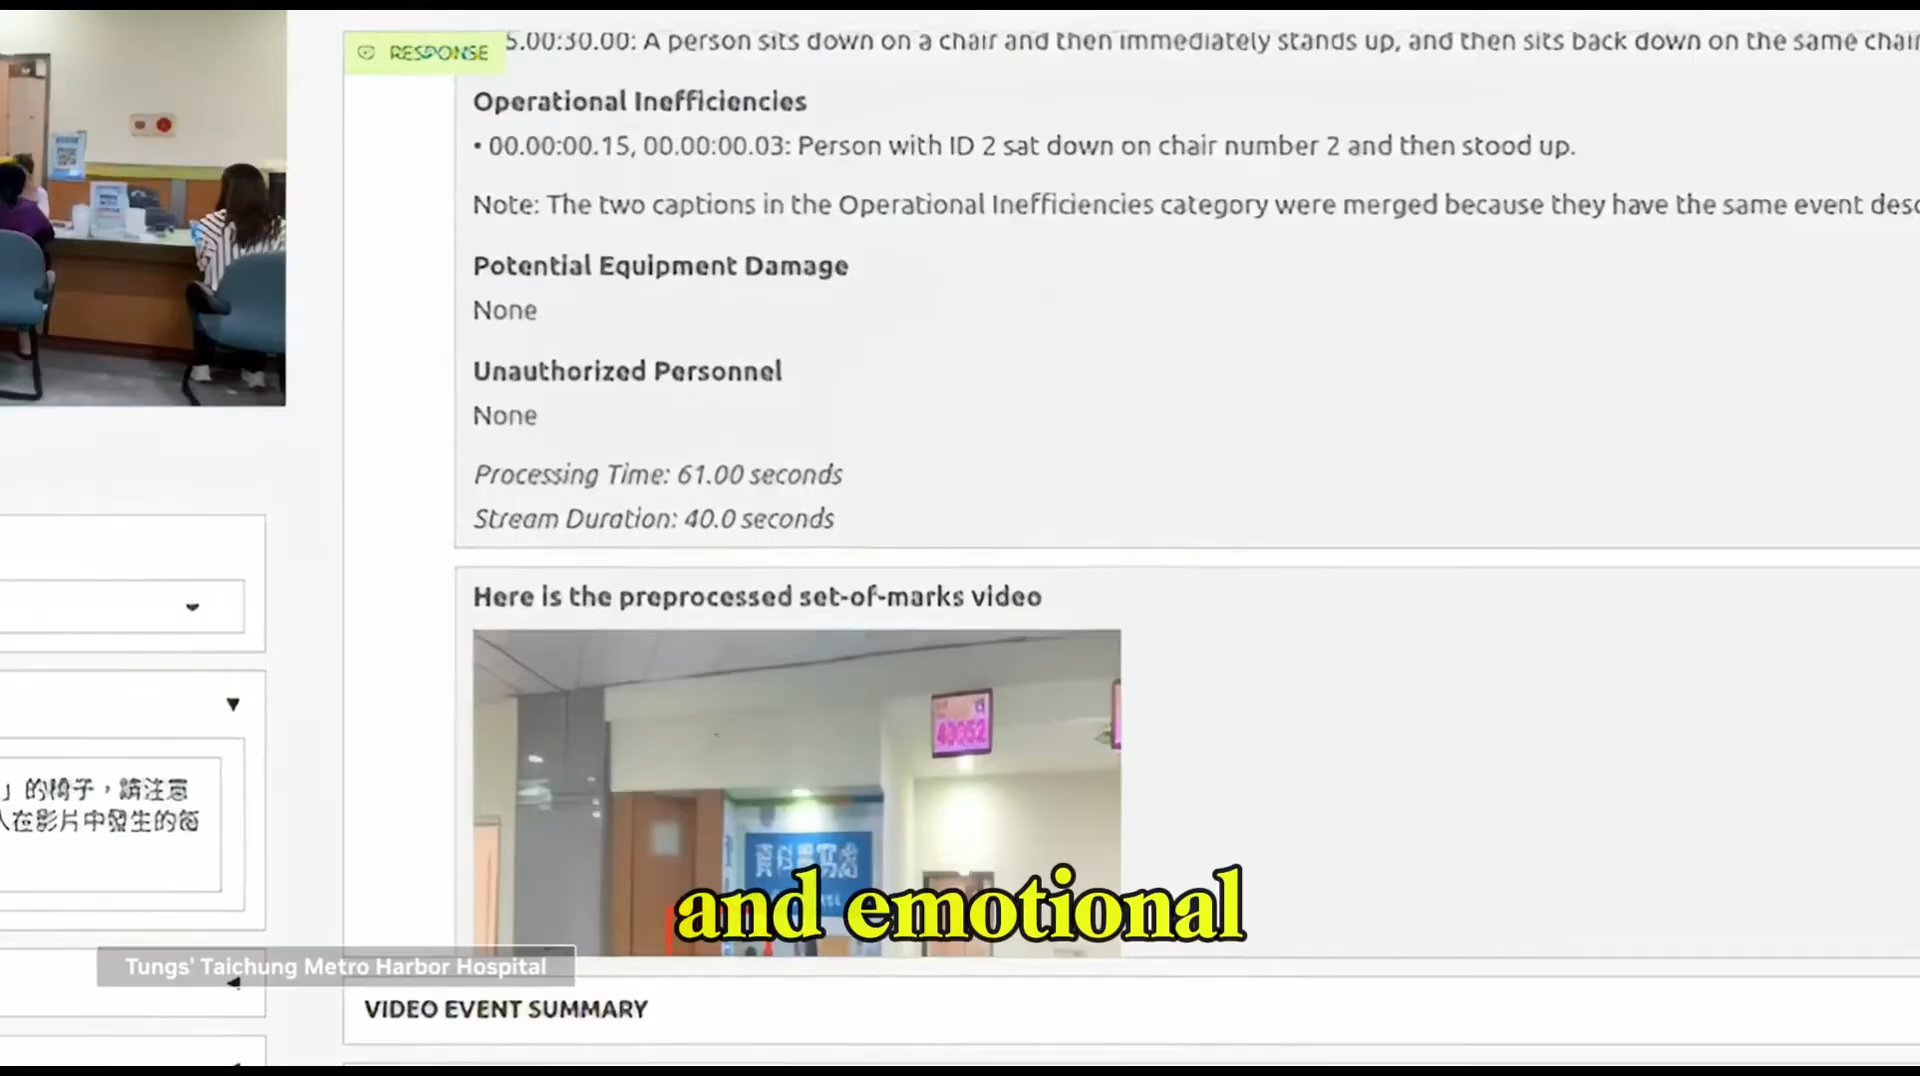 RESPONSE
5.00:30.00: A person sits down on a chair and then immediately stands up, and then sits back down on the same chair
Operational Inefficiencies
• 00.00:00.15, 00.00:00.03: Person with ID 2 sat down on chair number 2 and then stood up.
Note: The two captions in the Operational Inefficiencies category were merged because they have the same event desc
Potential Equipment Damage
None
Unauthorized Personnel
None
Processing Time: 61.00 seconds
Stream Duration: 40.0 seconds
Here is the preprocessed set-of-marks video
」的椅子，請注意
人在影片中發生的每
and emotional
Tungs' Taichung Metro Harbor Hospital
VIDEO EVENT SUMMARY